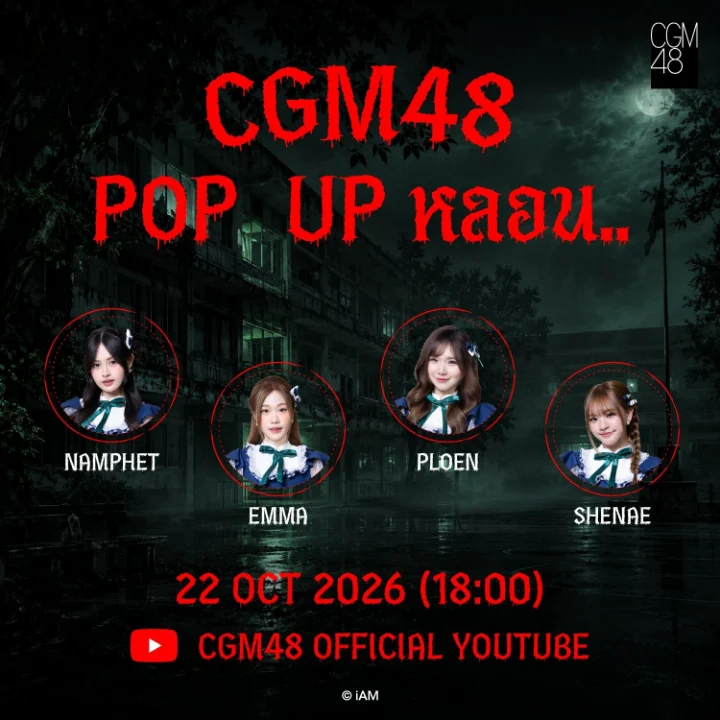 CGM
48
CGM48
POP UP หลอน..
NAMPHET
EMMA
PLOEN
SHENAE
22 OCT 2026 (18:00)
CGM48 OFFICIAL YOUTUBE
© iAM